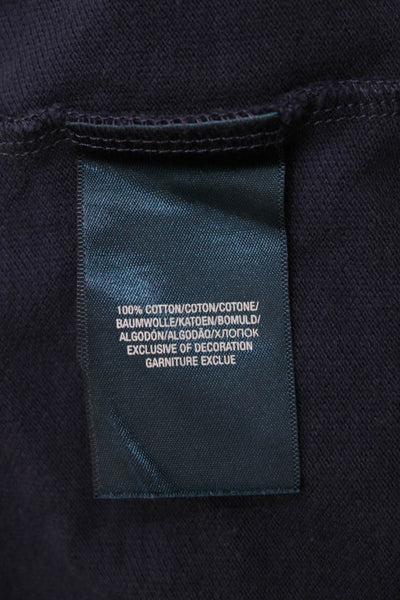 100% COTTON/COTON/COTONE/
BAUMWOLLE/KATOEN/BOMULD/
ALGODÓN/ALGODÃO/ХЛОПОК
EXCLUSIVE OF DECORATION
GARNITURE EXCLUE